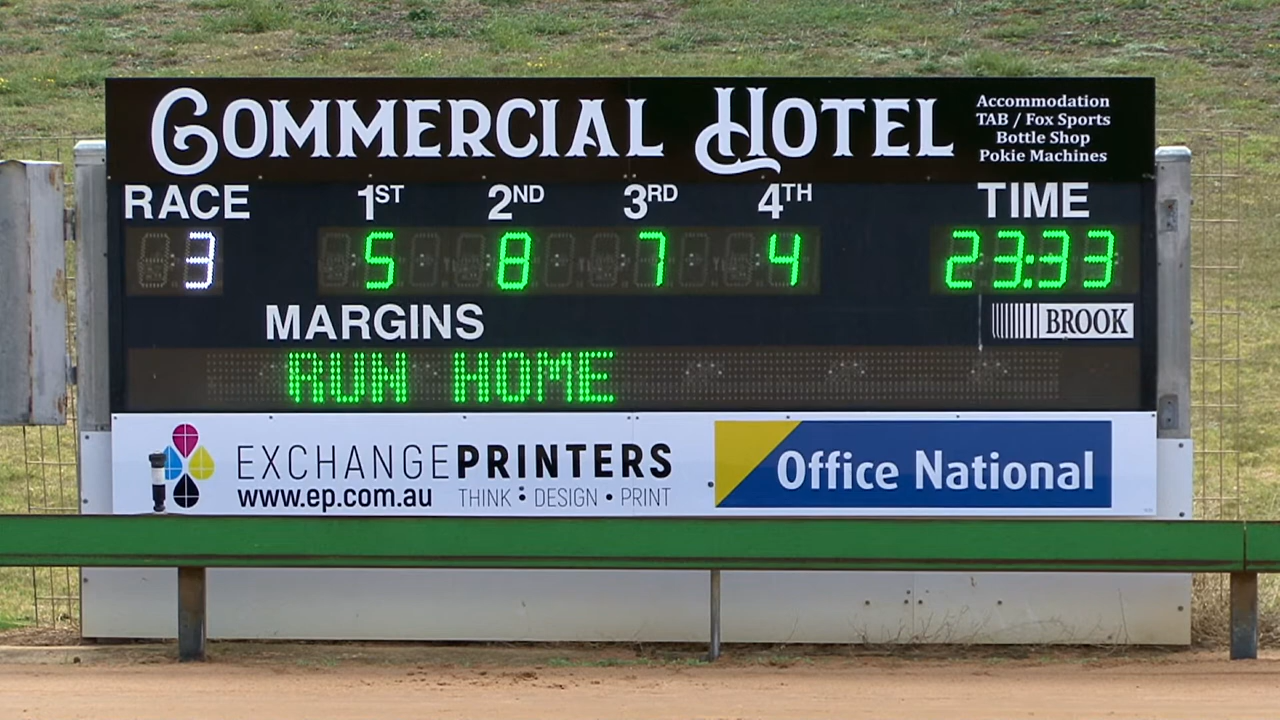 COMMERCIAL HOTEL
Accommodation
TAB / Fox Sports
Bottle Shop
Pokie Machines
RACE 1ST 2ND 3RD 4TH TIME
3 5 8 7 4 23:33
MARGINS
BROOK
RUN HOME
EXCHANGEPRINTERS
www.ep.com.au THINK : DESIGN • PRINT
Office National